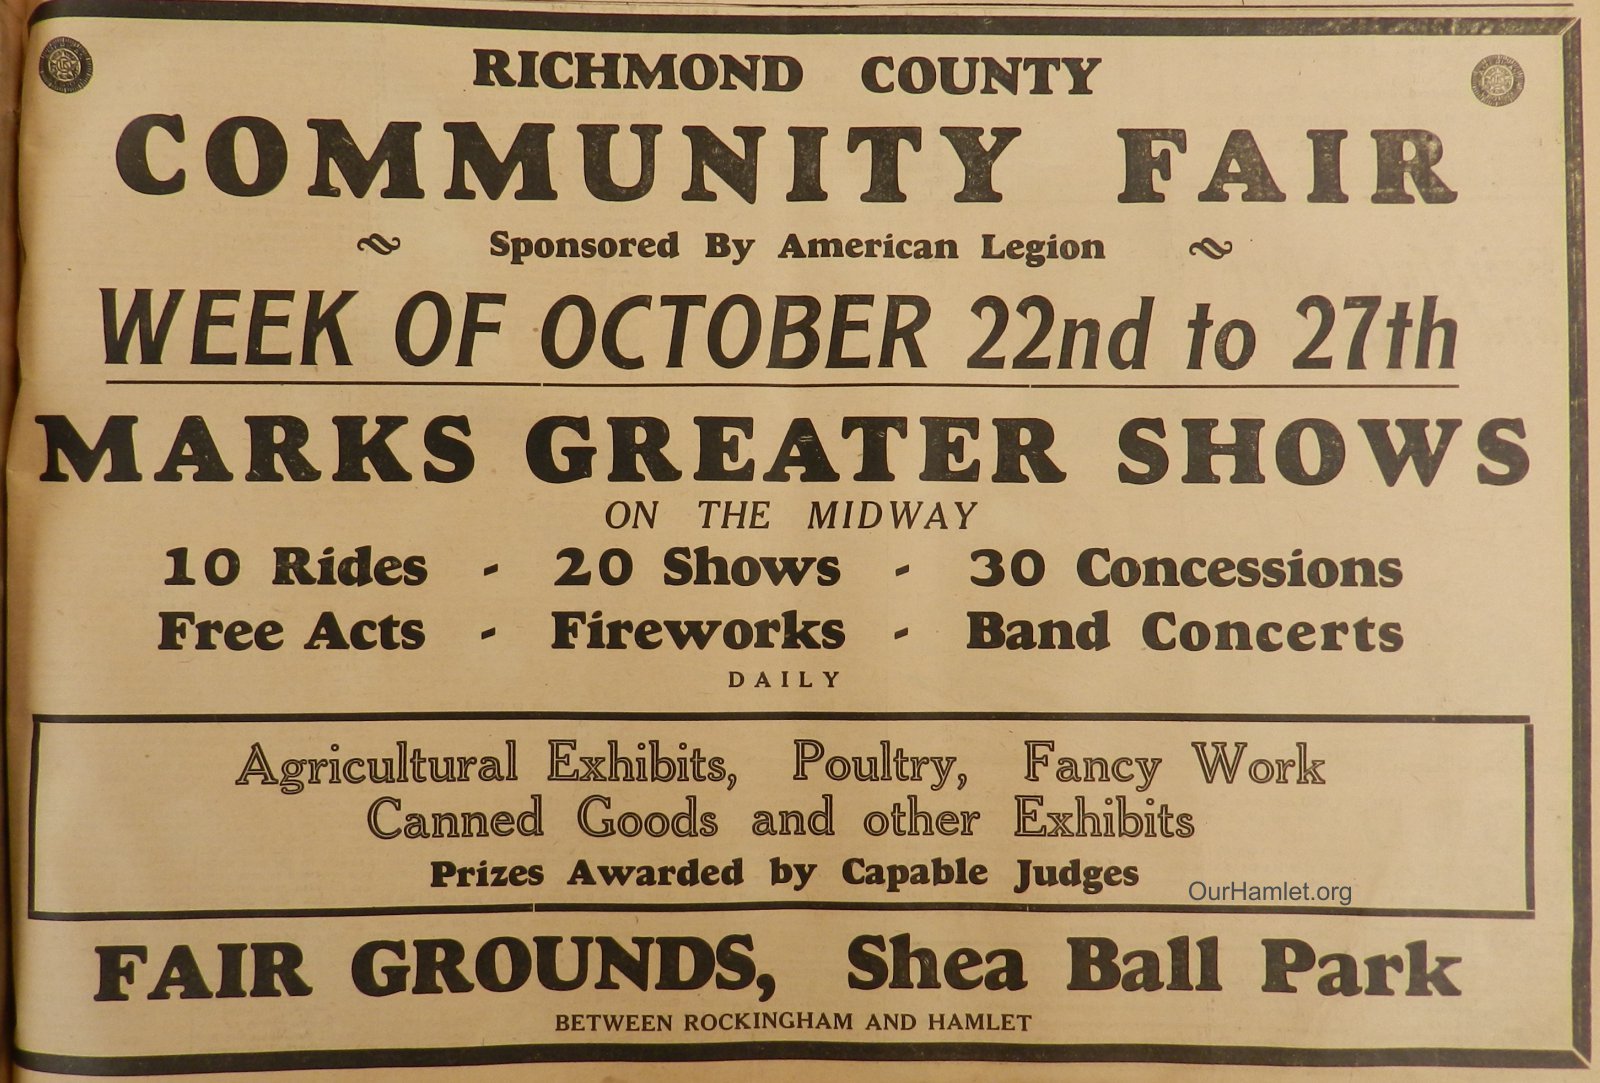 RICHMOND COUNTY
COMMUNITY FAIR
Sponsored By American Legion
WEEK OF OCTOBER 22nd to 27th
MARKS GREATER SHOWS
ON THE MIDWAY
10 Rides - 20 Shows - 30 Concessions
Free Acts - Fireworks - Band Concerts
DAILY
Agricultural Exhibits, Poultry, Fancy Work
Canned Goods and other Exhibits
Prizes Awarded by Capable Judges
OurHamlet.org
FAIR GROUNDS, Shea Ball Park
BETWEEN ROCKINGHAM AND HAMLET